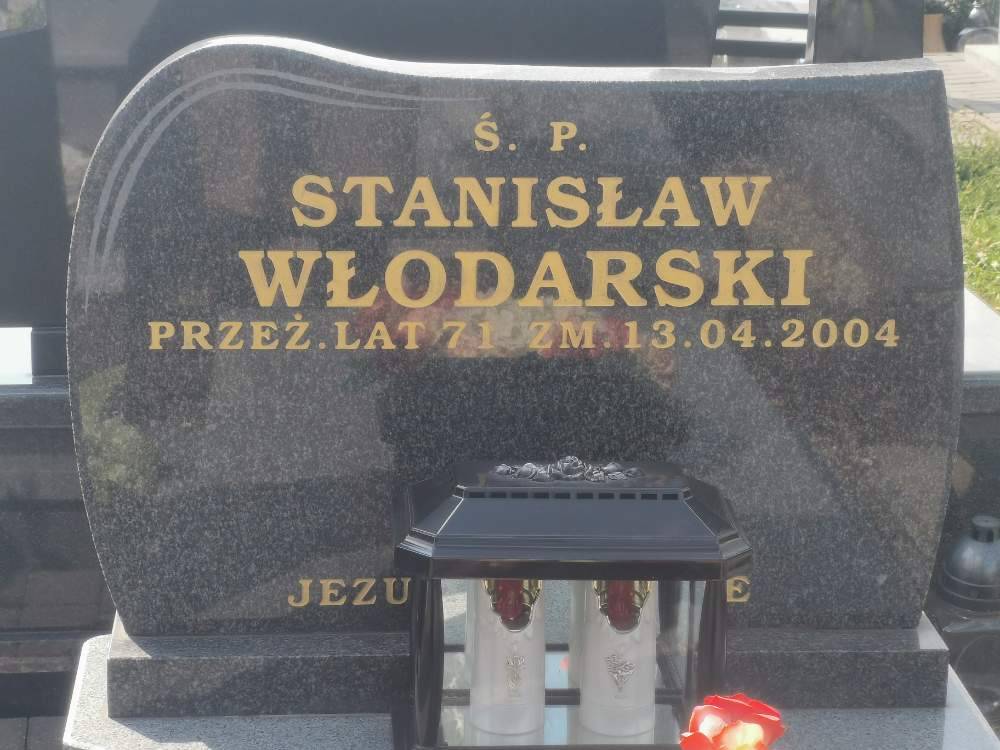 Ś. P.
STANISŁAW
WŁODARSKI
PRZEŻ. LAT 71 ZM. 13.04.2004